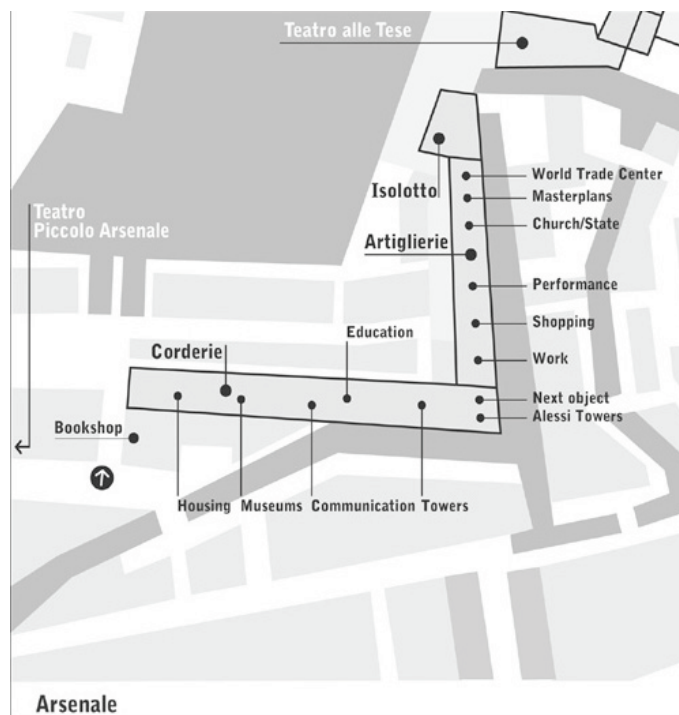 Teatro alle Tese
World Trade Center
Isolotto
Masterplans
Teatro
Piccolo Arsenale
Church/State
Artiglierie
Performance
Shopping
Education
Corderie
Work
Next object
Bookshop
Alessi Towers
Housing
Museums
Communication
Towers
Arsenale